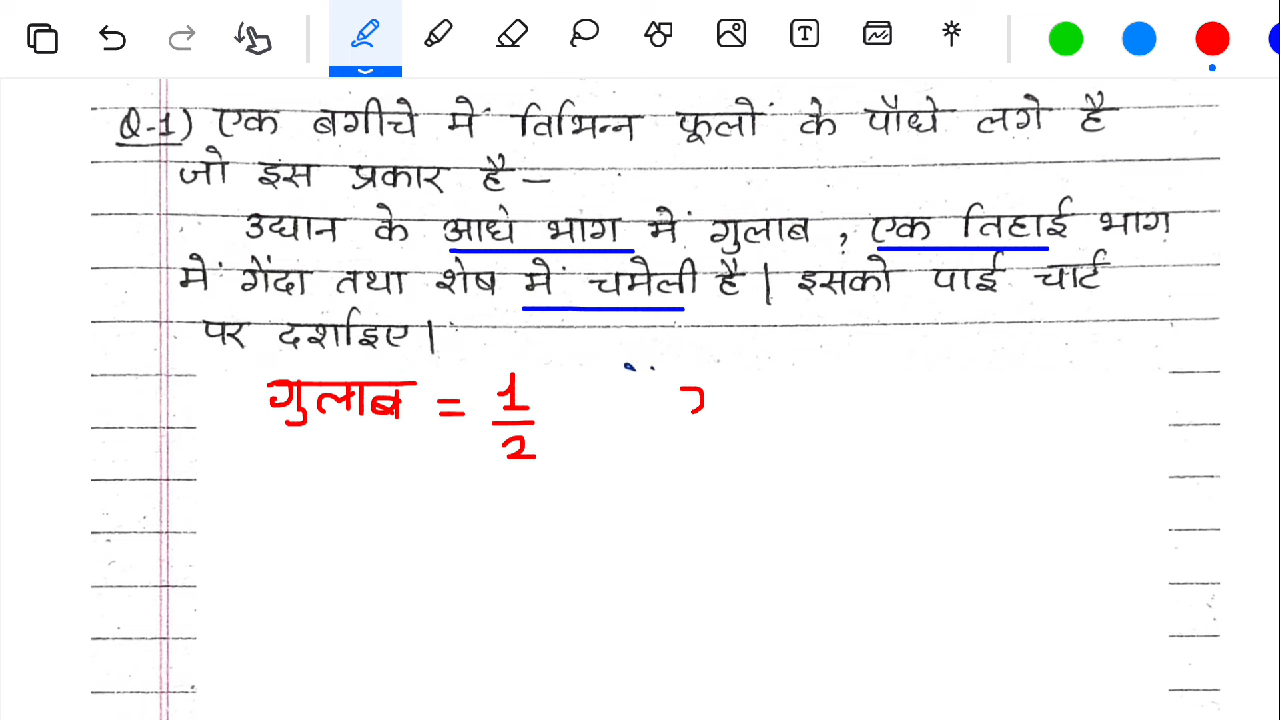 Q-1) एक बगीचे में विभिन्न फूलों के पौधे लगे है
जो इस प्रकार है –
उद्यान के आधे भाग में गुलाब , एक तिहाई भाग
में गेंदा तथा शेष में चमेली है | इसको पाई चार्ट
पर दर्शाइए |
गुलाब = 1/2